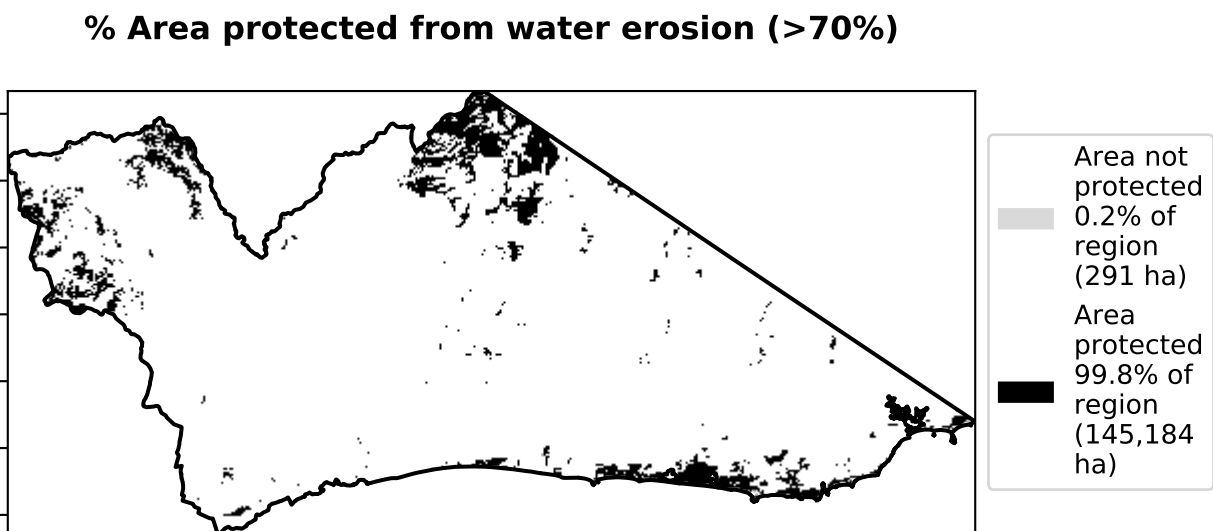 % Area protected from water erosion (>70%)
Area not
protected
0.2% of
region
(291 ha)
Area
protected
99.8% of
region
(145,184
ha)